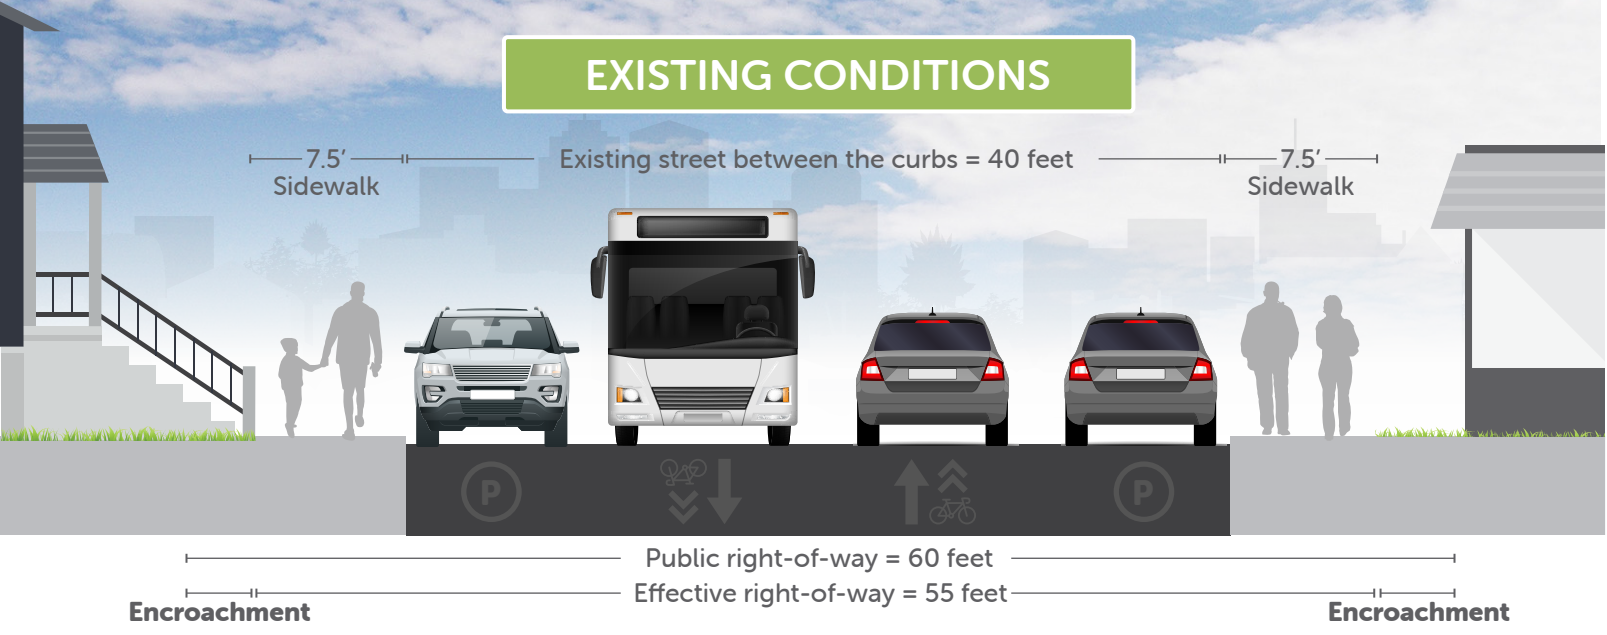 EXISTING CONDITIONS
7.5’
Sidewalk
Existing street between the curbs = 40 feet
7.5’
Sidewalk
P
P
Public right-of-way = 60 feet
Effective right-of-way = 55 feet
Encroachment
Encroachment